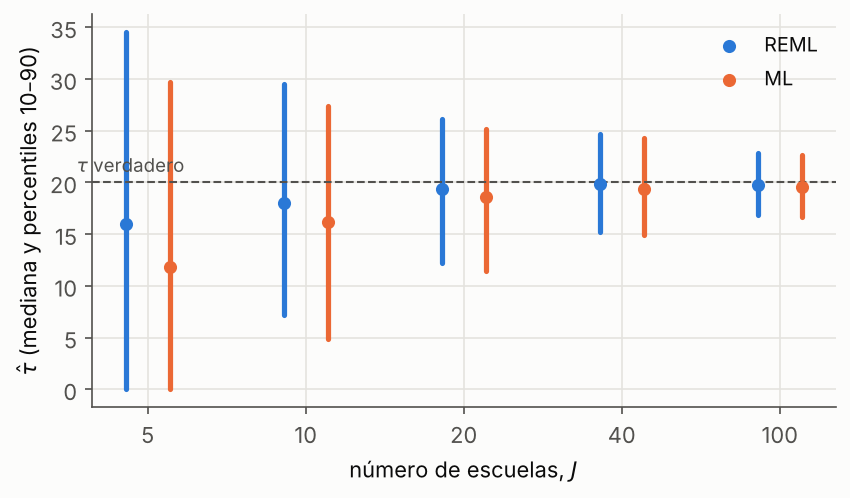 τ̂ (mediana y percentiles 10–90)
35
30
25
20
15
10
5
0
REML
ML
τ verdadero
5
10
20
40
100
número de escuelas, J